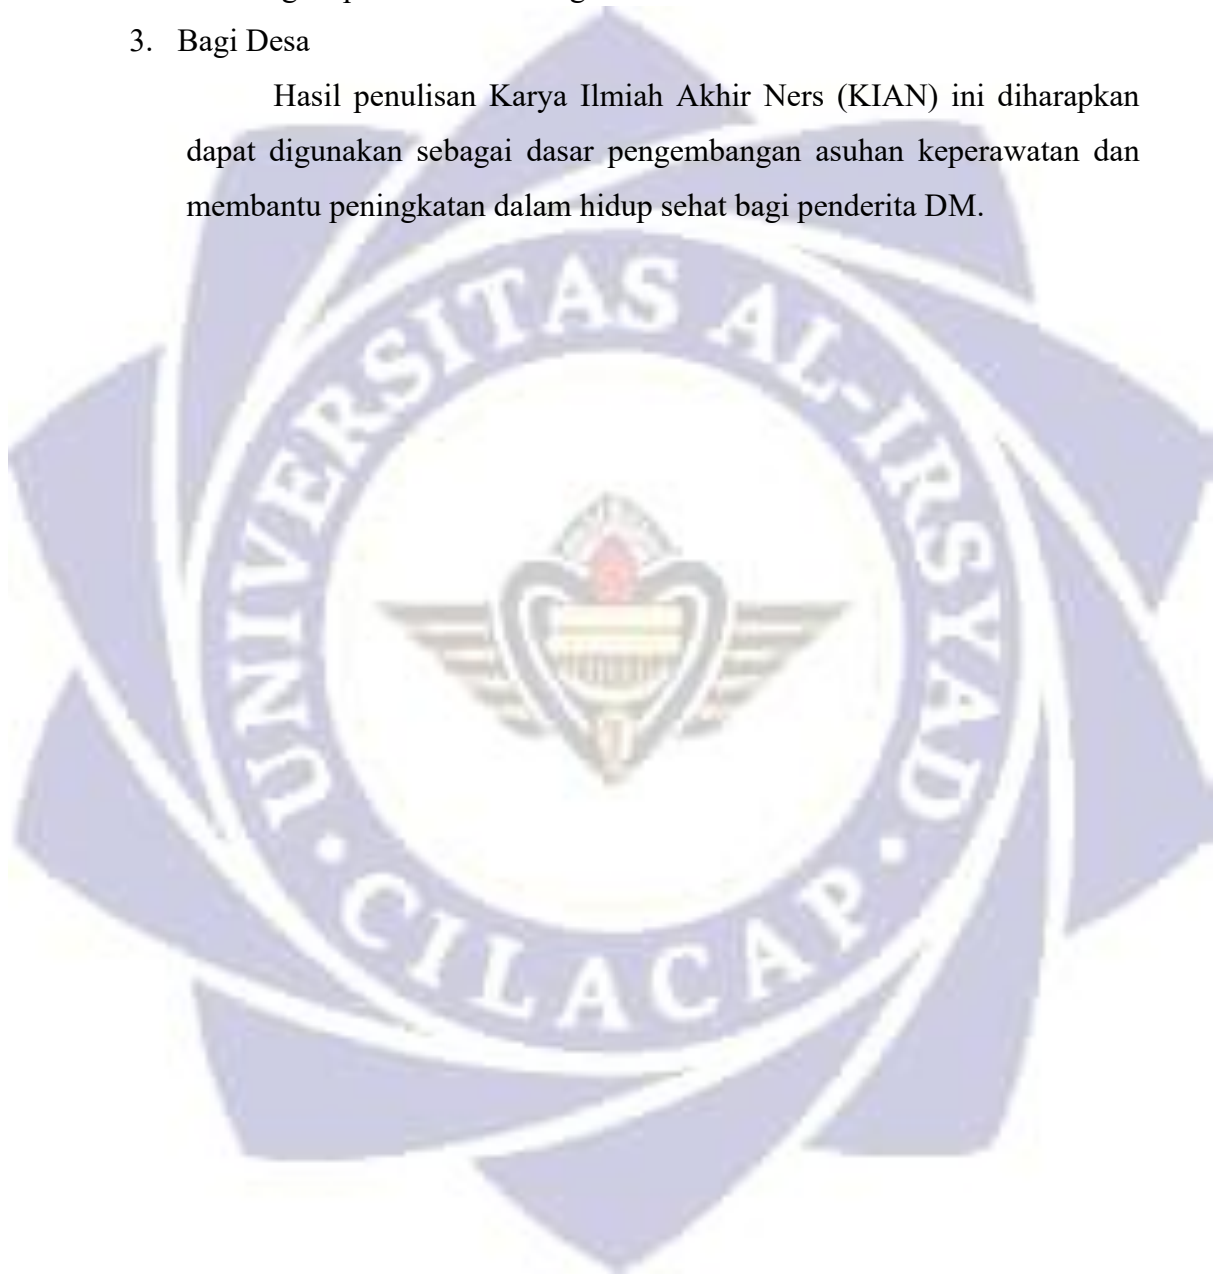 3. Bagi Desa
Hasil penulisan Karya Ilmiah Akhir Ners (KIAN) ini diharapkan
dapat digunakan sebagai dasar pengembangan asuhan keperawatan dan
membantu peningkatan dalam hidup sehat bagi penderita DM.
UNIVERSITAS AL-IRSYAD
CILACAP